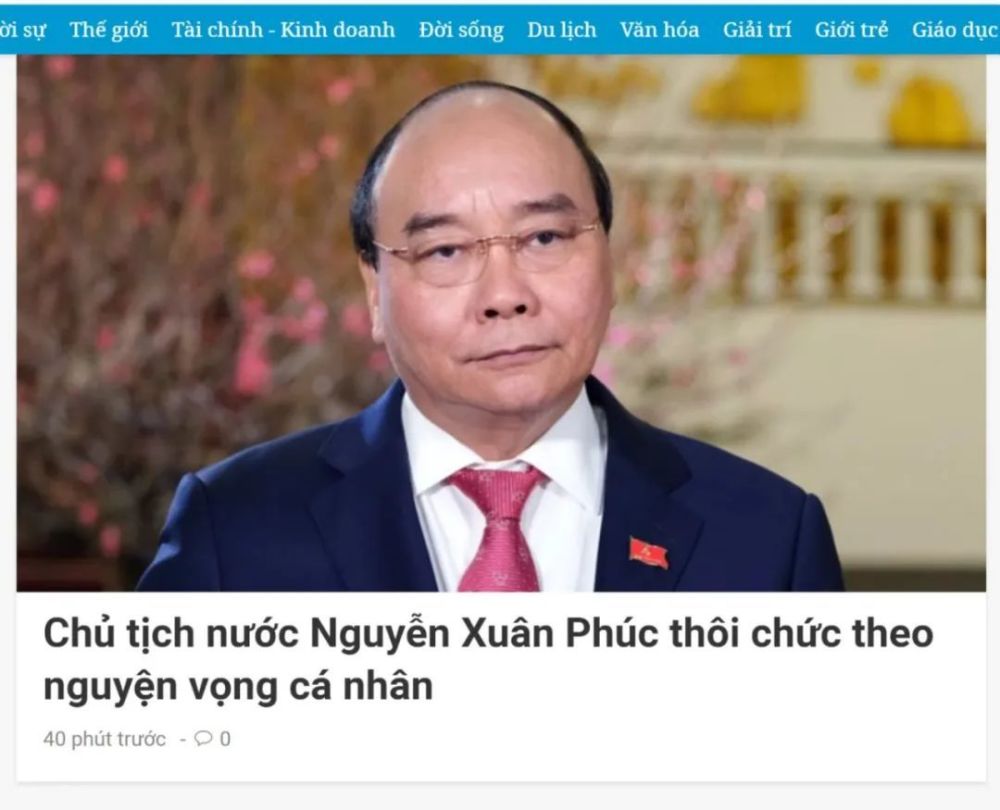 ời sự Thế giới Tài chính - Kinh doanh Đời sống Du lịch Văn hóa Giải trí Giới trẻ Giáo dục
Chủ tịch nước Nguyễn Xuân Phúc thôi chức theo
nguyện vọng cá nhân
40 phút trước - 0